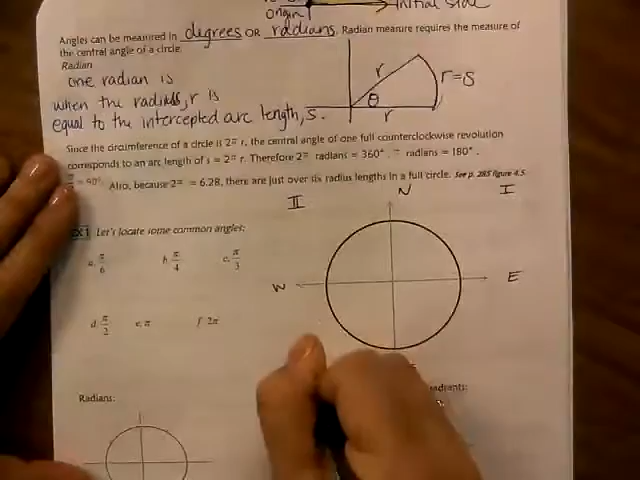 origin initial side
Angles can be measured in degrees OR radians. Radian measure requires the measure of
the central angle of a circle.
Radian
one radian is
when the radius, r is
equal to the intercepted arc length, s.
r r=s
θ
r
Since the circumference of a circle is 2π r, the central angle of one full counterclockwise revolution
corresponds to an arc length of s = 2π r. Therefore 2π radians = 360°. π radians = 180°.
π/2 = 90°. Also, because 2π ≈ 6.28, there are just over six radius lengths in a full circle. See p. 285 figure 4.5.
II N I
EX 1 Let's locate some common angles:
a. π/6 b. π/4 c. π/3
W E
d. π/2 e. π f. 2π
Radians: